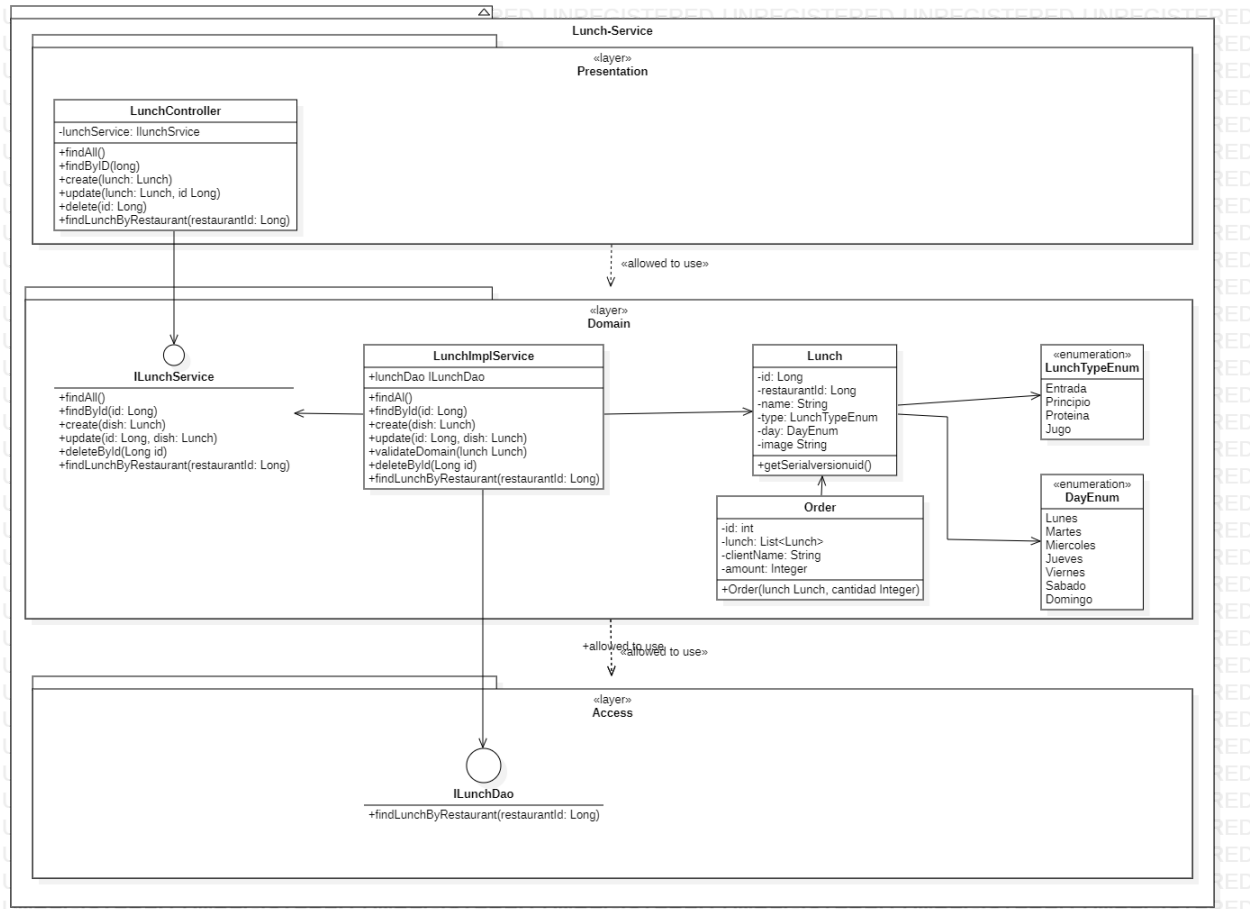 UNREGISTERED UNREGISTERED UNREGISTERED
Lunch-Service
«layer»
Presentation
LunchController
-lunchService: IlunchSrvice
+findAll()
+findByID(long)
+create(lunch: Lunch)
+update(lunch: Lunch, id Long)
+delete(id: Long)
+findLunchByRestaurant(restaurantId: Long)
«allowed to use»
«layer»
Domain
ILunchService
+findAll()
+findById(id: Long)
+create(dish: Lunch)
+update(id: Long, dish: Lunch)
+deleteById(Long id)
+findLunchByRestaurant(restaurantId: Long)
LunchImplService
+lunchDao ILunchDao
+findAl()
+findById(id: Long)
+create(dish: Lunch)
+update(id: Long, dish: Lunch)
+validateDomain(lunch Lunch)
+deleteById(Long id)
+findLunchByRestaurant(restaurantId: Long)
Lunch
-id: Long
-restaurantId: Long
-name: String
-type: LunchTypeEnum
-day: DayEnum
-image String
+getSerialversionuid()
«enumeration»
LunchTypeEnum
Entrada
Principio
Proteina
Jugo
Order
-id: int
-lunch: List<Lunch>
-clientName: String
-amount: Integer
+Order(lunch Lunch, cantidad Integer)
«enumeration»
DayEnum
Lunes
Martes
Miercoles
Jueves
Viernes
Sabado
Domingo
+allowed to use
«allowed to use»
«layer»
Access
ILunchDao
+findLunchByRestaurant(restaurantId: Long)